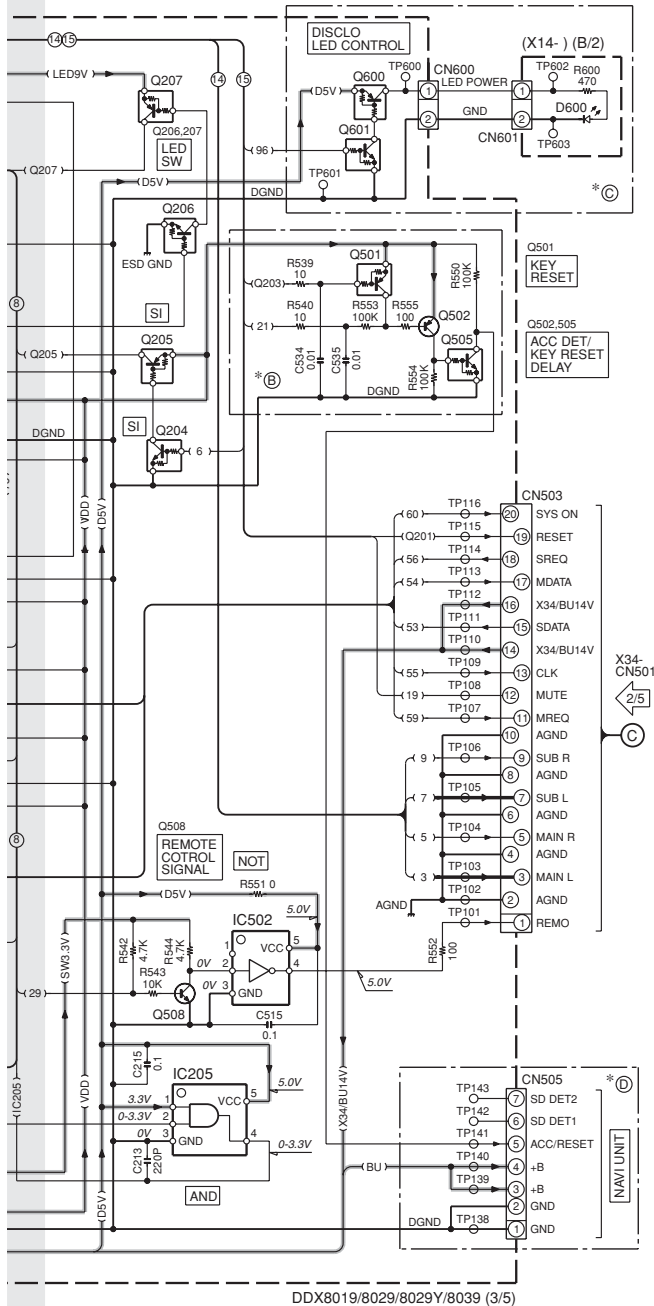 14 15
DISCLO
LED CONTROL
(X14- ) (B/2)
LED9V
Q207
14
15
Q600
TP600
CN600
LED POWER
TP602
R600
470
(D5V)
1
1
D600
Q206,207
LED
SW
Q601
2
GND
2
CN601
TP603
(96)
(Q207)
(D5V)
TP601
DGND
*C
Q206
ESD GND
Q501
KEY
RESET
R539
10
Q501
R550
100K
(Q203)
8
SI
R540
10
R553
100K
R555
100
Q502
Q502,505
ACC DET/
KEY RESET
DELAY
(21)
Q205
(Q205)
C534
0.01
C535
0.01
Q505
*B
R554
100K
DGND
DGND
SI
Q204
(6)
VDD
D5V
CN503
(60) TP116 20 SYS ON
(Q201) TP115 19 RESET
(56) TP114 18 SREQ
(54) TP113 17 MDATA
TP112 16 X34/BU14V
(53) TP111 15 SDATA
TP110 14 X34/BU14V
(55) TP109 13 CLK
(19) TP108 12 MUTE
(59) TP107 11 MREQ
10 AGND
(9) TP106 9 SUB R
8 AGND
(7) TP105 7 SUB L
6 AGND
(5) TP104 5 MAIN R
4 AGND
(3) TP103 3 MAIN L
AGND TP102 2 AGND
TP101 1 REMO
X34-
CN501
2/5
C
8
Q508
REMOTE
COTROL
SIGNAL
NOT
(D5V)
R551 0
5.0V
IC502
SW3.3V
R542
4.7K
R544
4.7K
1
VCC 5
0V
2
4
R552
100
R543
10K
0V
3
GND
5.0V
(29)
Q508
C515
0.1
C215
0.1
IC205
VDD
(IC205)
3.3V
1
VCC 5
5.0V
0-3.3V
2
0V
3
GND
4
0-3.3V
C213
220P
AND
X34/BU14V
D5V
CN505
*D
TP143 7 SD DET2
TP142 6 SD DET1
TP141 5 ACC/RESET
(BU) TP140 4 +B
TP139 3 +B
2 GND
DGND TP138 1 GND
NAVI UNIT
DDX8019/8029/8029Y/8039 (3/5)